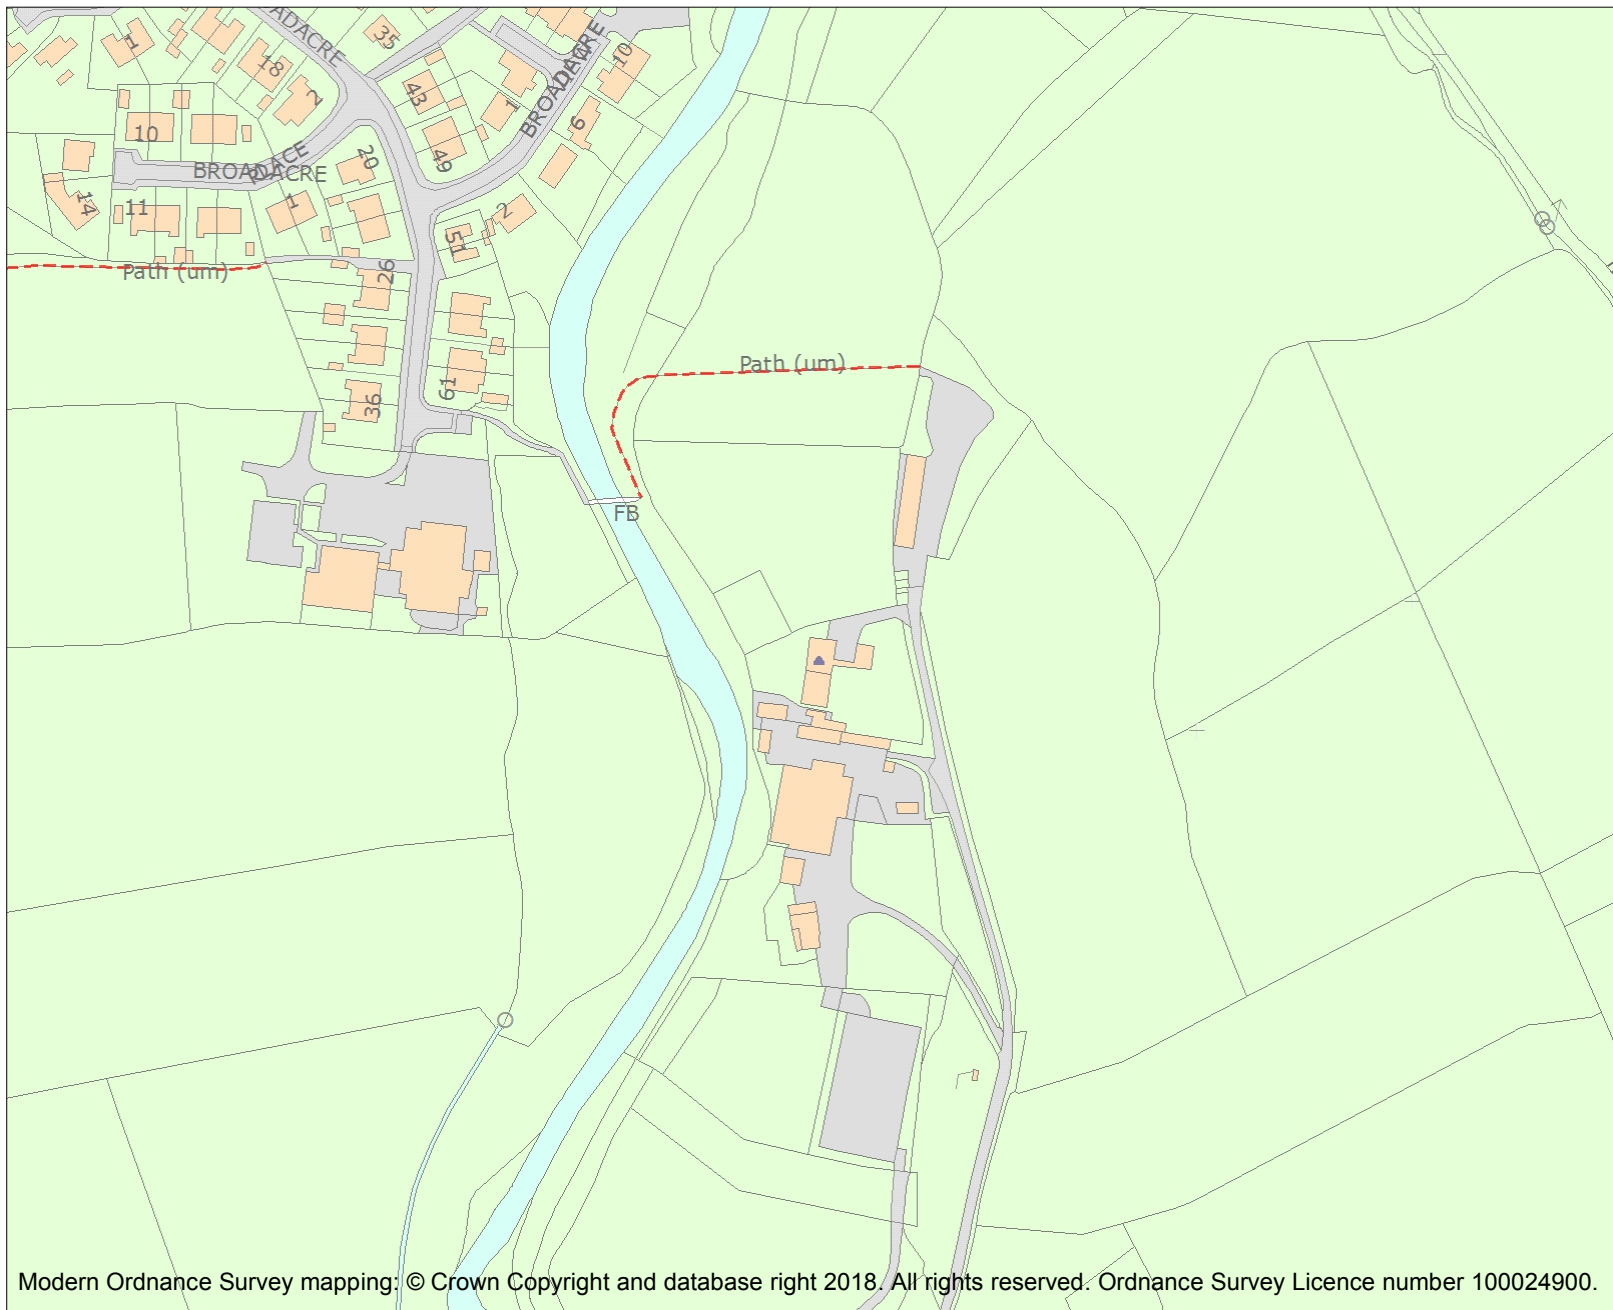 BROADACRE
35
1
18
2
43
1
BROADACRE
10
6
10
49
20
BROADACRE
PLACE
14
11
1
2
51
Path (um)
26
Path (um)
61
36
FB
Modern Ordnance Survey mapping: © Crown Copyright and database right 2018. All rights reserved. Ordnance Survey Licence number 100024900.